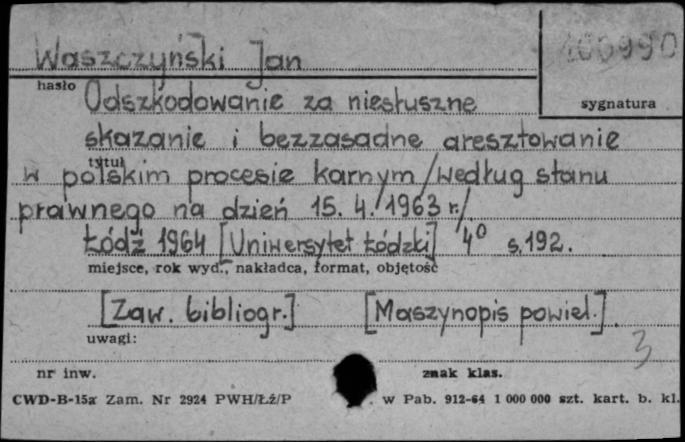 Waszczyński Jan
100990
hasło
sygnatura
Odszkodowanie za niesłuszne
skazanie i bezzasadne aresztowanie
tytuł
w polskim procesie karnym /według stanu
prawnego na dzień 15. 4. 1963 r./
Łódź 1964 [Uniwersytet Łódzki] 4° s. 192.
miejsce, rok wyd., nakładca, format, objętość
[Zaw. bibliogr.] [Maszynopis powiel.].
uwagi:
3
nr inw. znak klas.
CWD-B-15a Zam. Nr 2924 PWH/Łź/P . w Pab. 912-64 1 000 000 szt. kart. b. kl.